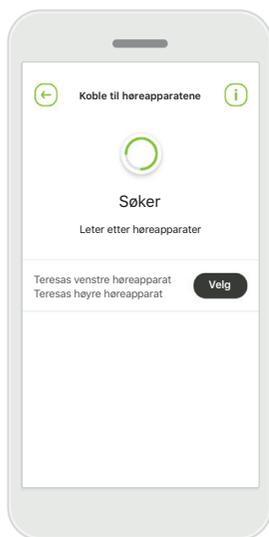 Koble til høreapparatene
i
Søker
Leter etter høreapparater
Teresas venstre høreapparat
Teresas høyre høreapparat
Velg